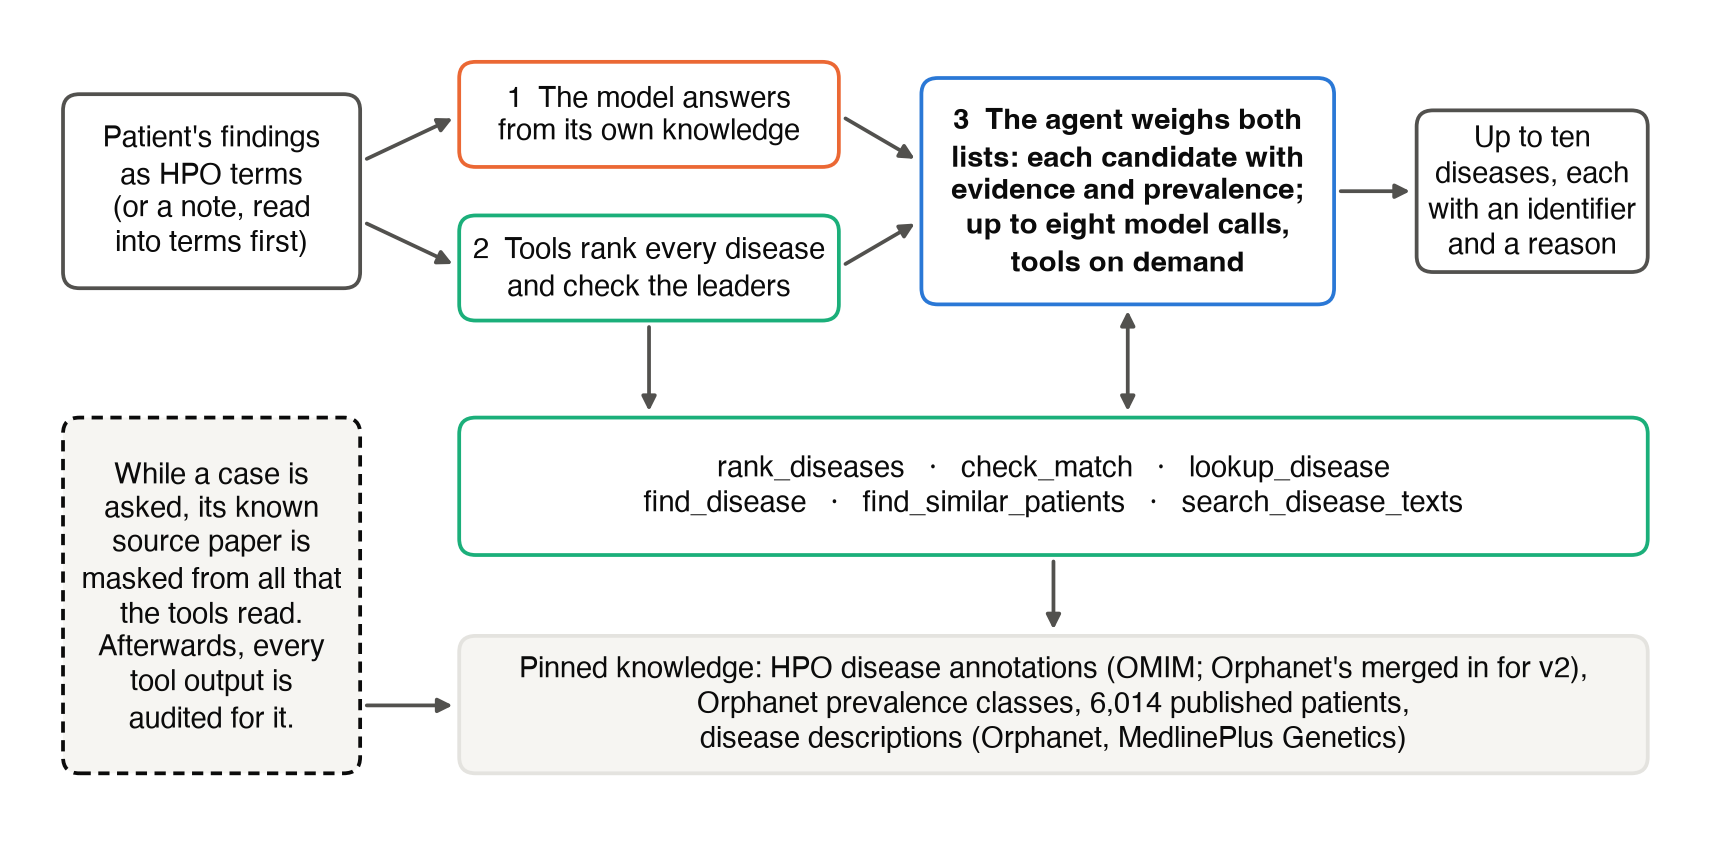 Patient's findings
as HPO terms
(or a note, read
into terms first)
1 The model answers
from its own knowledge
2 Tools rank every disease
and check the leaders
3 The agent weighs both
lists: each candidate with
evidence and prevalence;
up to eight model calls,
tools on demand
Up to ten
diseases, each
with an identifier
and a reason
While a case is
asked, its known
source paper is
masked from all that
the tools read.
Afterwards, every
tool output is
audited for it.
rank_diseases · check_match · lookup_disease
find_disease · find_similar_patients · search_disease_texts
Pinned knowledge: HPO disease annotations (OMIM; Orphanet's merged in for v2),
Orphanet prevalence classes, 6,014 published patients,
disease descriptions (Orphanet, MedlinePlus Genetics)